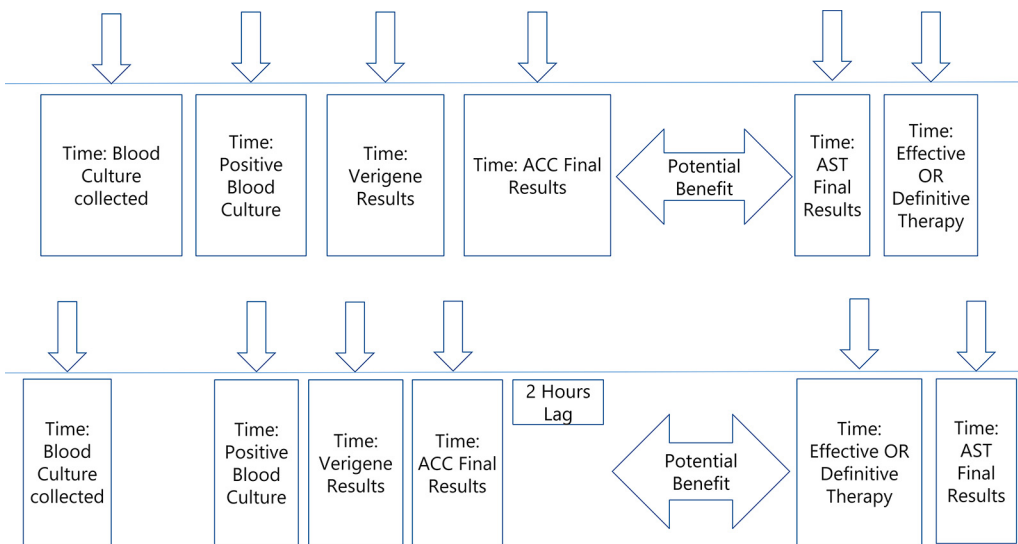 Time: Blood
Culture
collected
Time:
Positive
Blood
Culture
Time:
Verigene
Results
Time: ACC Final
Results
Potential
Benefit
Time:
AST
Final
Results
Time:
Effective
OR
Definitive
Therapy
Time:
Blood
Culture
collected
Time:
Positive
Blood
Culture
Time:
Verigene
Results
Time:
ACC Final
Results
2 Hours
Lag
Potential
Benefit
Time:
Effective OR
Definitive
Therapy
Time:
AST
Final
Results